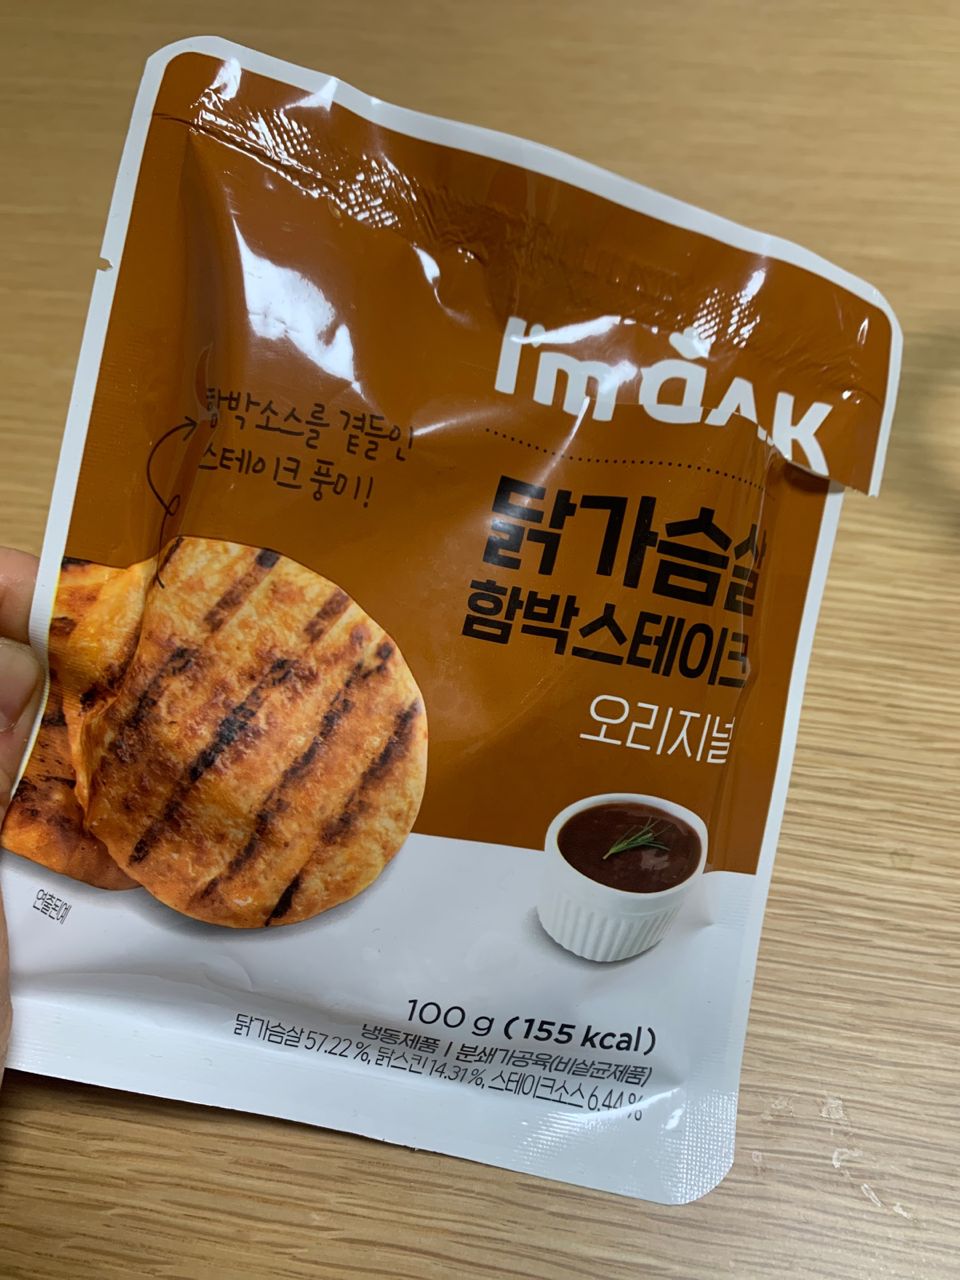 I'm DAK
함박소스를 곁들인
스테이크 풍미!
닭가슴살
함박스테이크
오리지널
연출된예
100 g (155 kcal)
냉동제품 | 분쇄가공육(비살균제품)
닭가슴살 57.22 %, 닭스킨 14.31 %, 스테이크소스 6.44 %